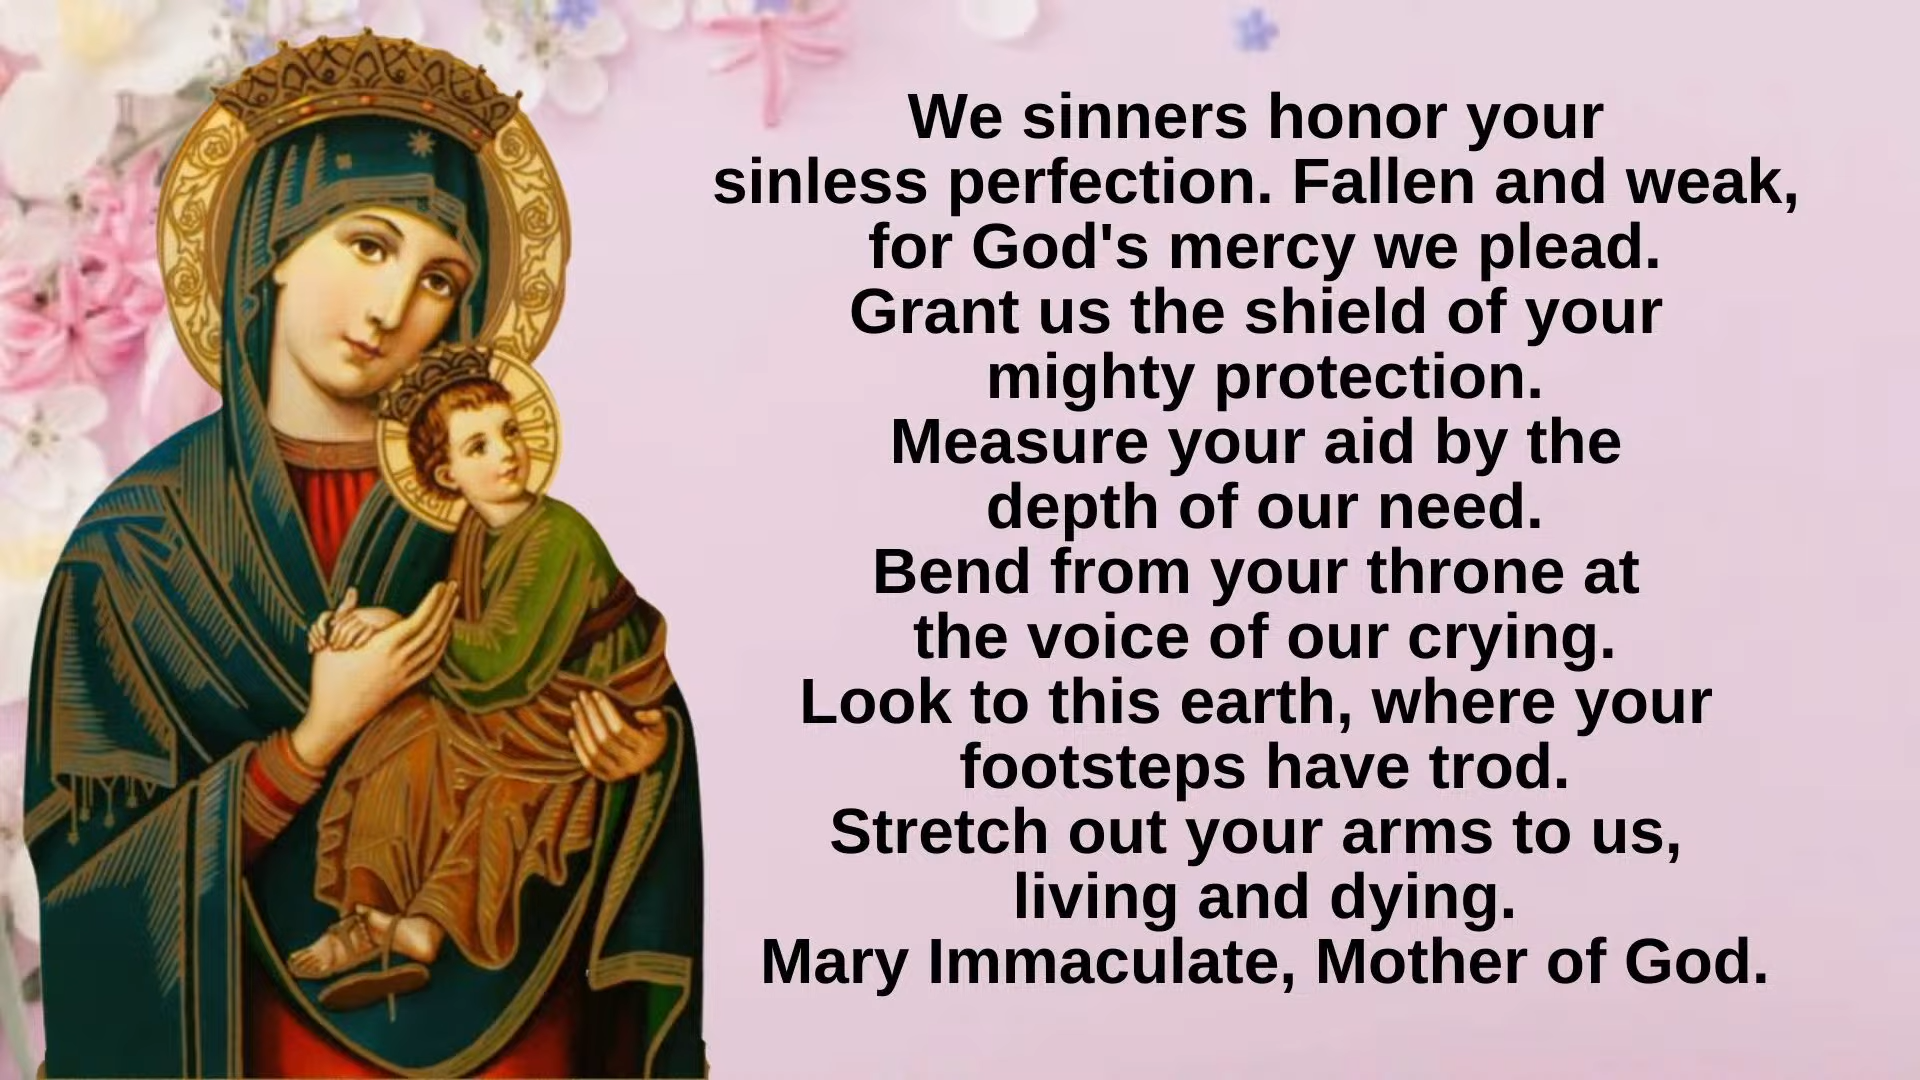 We sinners honor your
sinless perfection. Fallen and weak,
for God's mercy we plead.
Grant us the shield of your
mighty protection.
Measure your aid by the
depth of our need.
Bend from your throne at
the voice of our crying.
Look to this earth, where your
footsteps have trod.
Stretch out your arms to us,
living and dying.
Mary Immaculate, Mother of God.